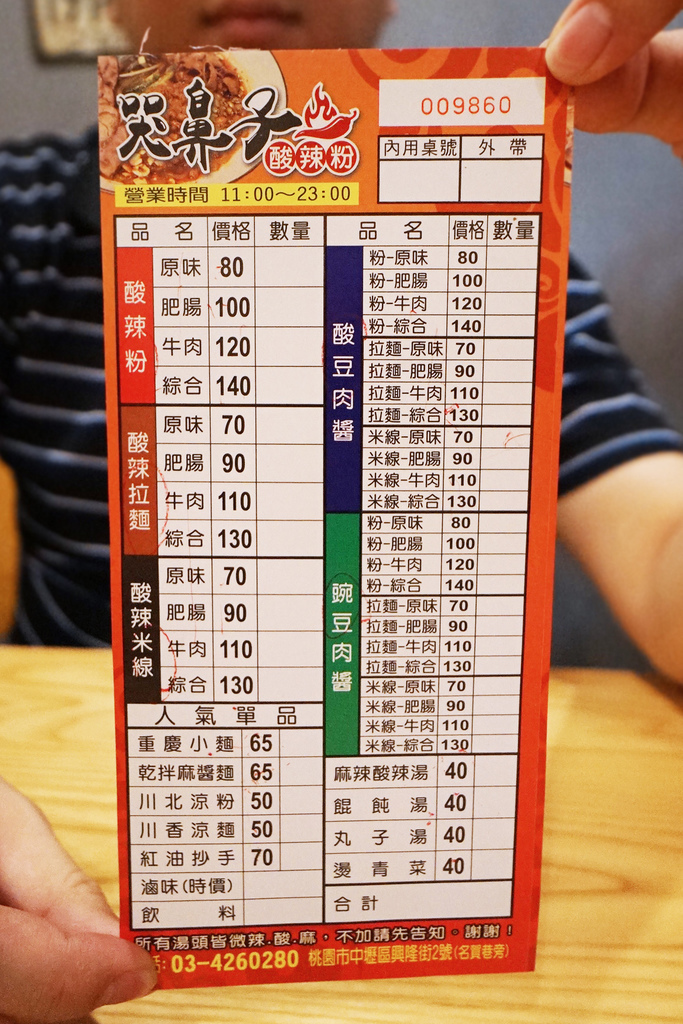 哭鼻子
酸辣粉
009860
內用桌號 外帶
營業時間 11:00～23:00
品名 價格 數量
酸辣粉
原味 80
肥腸 100
牛肉 120
綜合 140
酸辣拉麵
原味 70
肥腸 90
牛肉 110
綜合 130
酸辣米線
原味 70
肥腸 90
牛肉 110
綜合 130
人氣單品
重慶小麵 65
乾拌麻醬麵 65
川北涼粉 50
川香涼麵 50
紅油抄手 70
滷味(時價)
飲料
品名 價格 數量
酸豆肉醬
粉-原味 80
粉-肥腸 100
粉-牛肉 120
粉-綜合 140
拉麵-原味 70
拉麵-肥腸 90
拉麵-牛肉 110
拉麵-綜合 130
米線-原味 70
米線-肥腸 90
米線-牛肉 110
米線-綜合 130
豌豆肉醬
粉-原味 80
粉-肥腸 100
粉-牛肉 120
粉-綜合 140
拉麵-原味 70
拉麵-肥腸 90
拉麵-牛肉 110
拉麵-綜合 130
米線-原味 70
米線-肥腸 90
米線-牛肉 110
米線-綜合 130
麻辣酸辣湯 40
餛飩湯 40
丸子湯 40
燙青菜 40
合計
所有湯頭皆微辣.酸.麻，不加請先告知。謝謝！
03-4260280 桃園市中壢區興隆街2號(名賀巷旁)